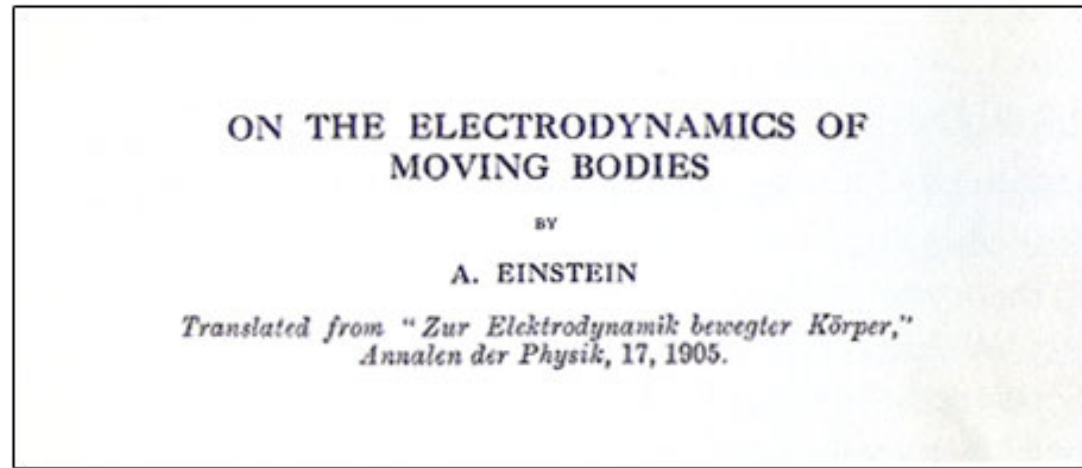 ON THE ELECTRODYNAMICS OF
MOVING BODIES
BY
A. EINSTEIN
Translated from "Zur Elektrodynamik bewegter Körper,"
Annalen der Physik, 17, 1905.